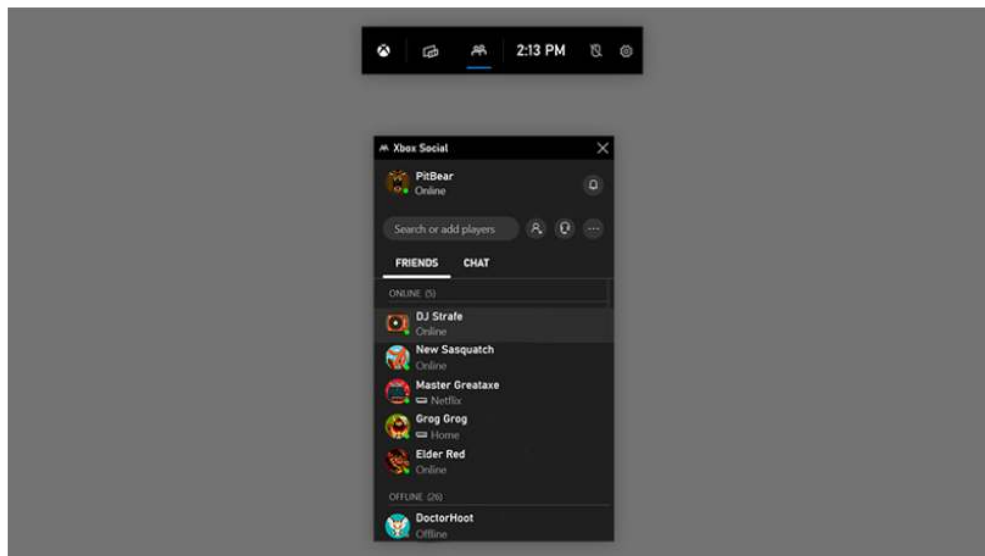 2:13 PM
Xbox Social
PitBear
Online
Search or add players
FRIENDS CHAT
ONLINE (5)
DJ Strafe
Online
New Sasquatch
Online
Master Greataxe
Netflix
Grog Grog
Home
Elder Red
Online
OFFLINE (26)
DoctorHoot
Offline